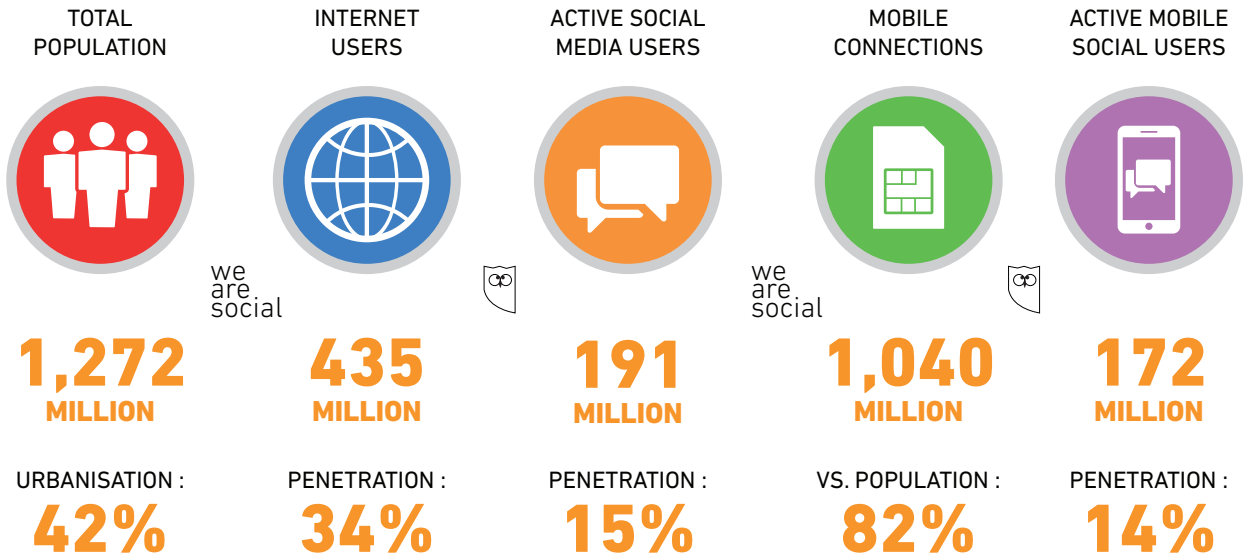 TOTAL
POPULATION
INTERNET
USERS
ACTIVE SOCIAL
MEDIA USERS
MOBILE
CONNECTIONS
ACTIVE MOBILE
SOCIAL USERS
we
are
social
we
are
social
1,272
MILLION
435
MILLION
191
MILLION
1,040
MILLION
172
MILLION
URBANISATION :
42%
PENETRATION :
34%
PENETRATION :
15%
VS. POPULATION :
82%
PENETRATION :
14%